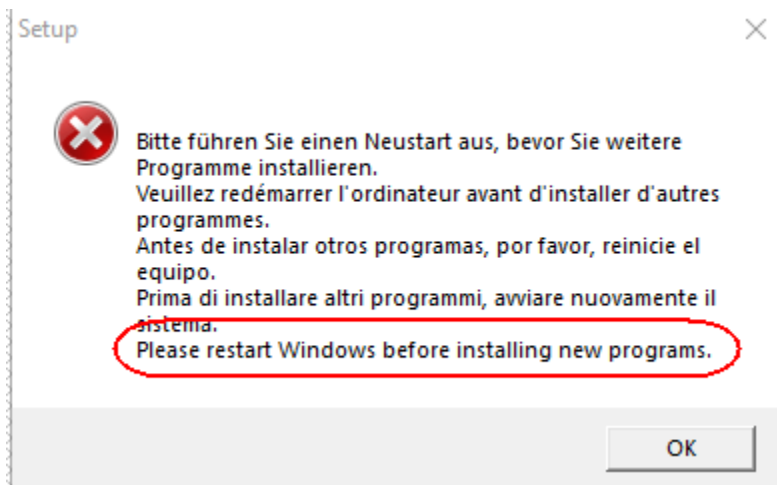 Setup
Bitte führen Sie einen Neustart aus, bevor Sie weitere
Programme installieren.
Veuillez redémarrer l'ordinateur avant d'installer d'autres
programmes.
Antes de instalar otros programas, por favor, reinicie el
equipo.
Prima di installare altri programmi, avviare nuovamente il
sistema.
Please restart Windows before installing new programs.
OK